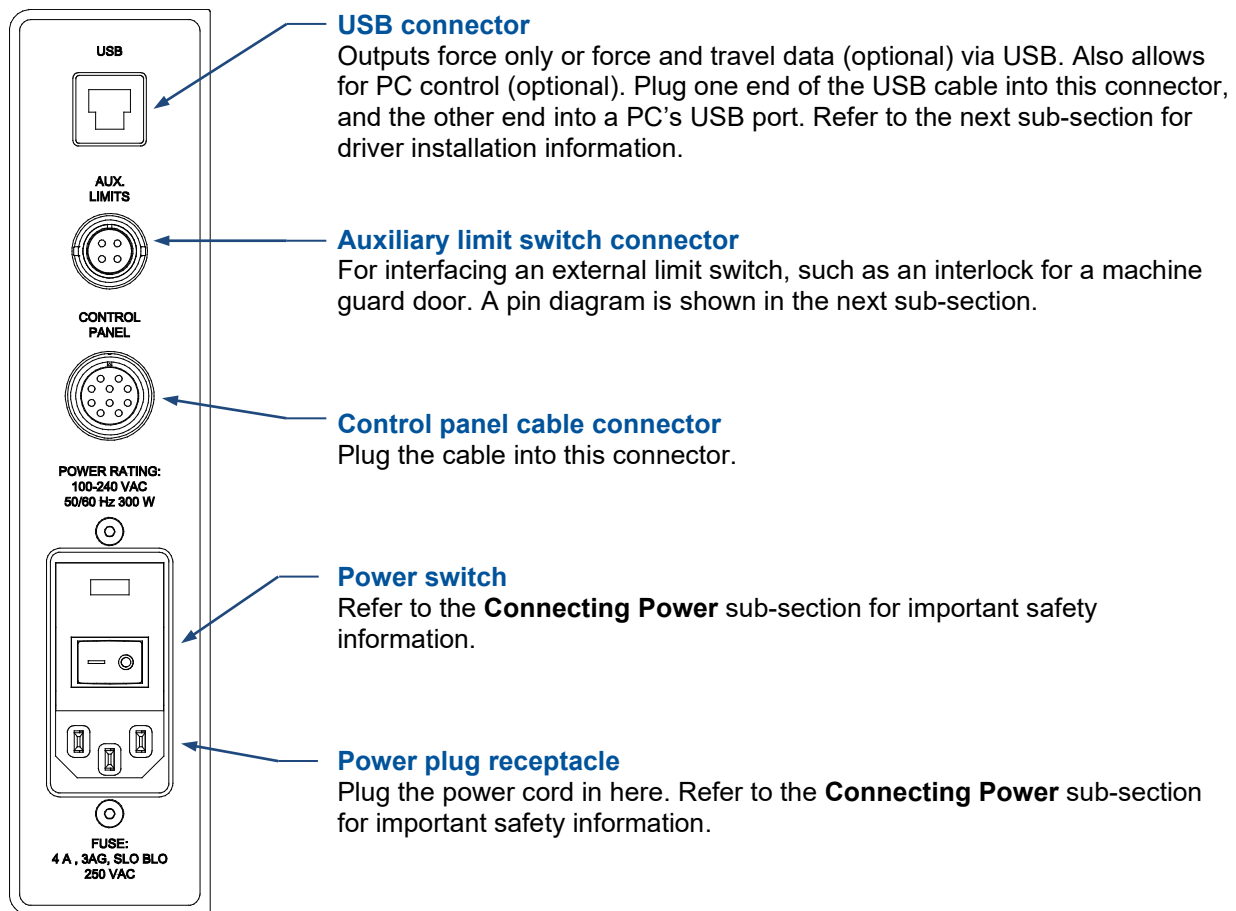 USB
AUX.
LIMITS
CONTROL
PANEL
POWER RATING:
100-240 VAC
50/60 Hz 300 W
FUSE:
4 A , 3AG, SLO BLO
250 VAC
USB connector
Outputs force only or force and travel data (optional) via USB. Also allows
for PC control (optional). Plug one end of the USB cable into this connector,
and the other end into a PC’s USB port. Refer to the next sub-section for
driver installation information.
Auxiliary limit switch connector
For interfacing an external limit switch, such as an interlock for a machine
guard door. A pin diagram is shown in the next sub-section.
Control panel cable connector
Plug the cable into this connector.
Power switch
Refer to the Connecting Power sub-section for important safety
information.
Power plug receptacle
Plug the power cord in here. Refer to the Connecting Power sub-section
for important safety information.